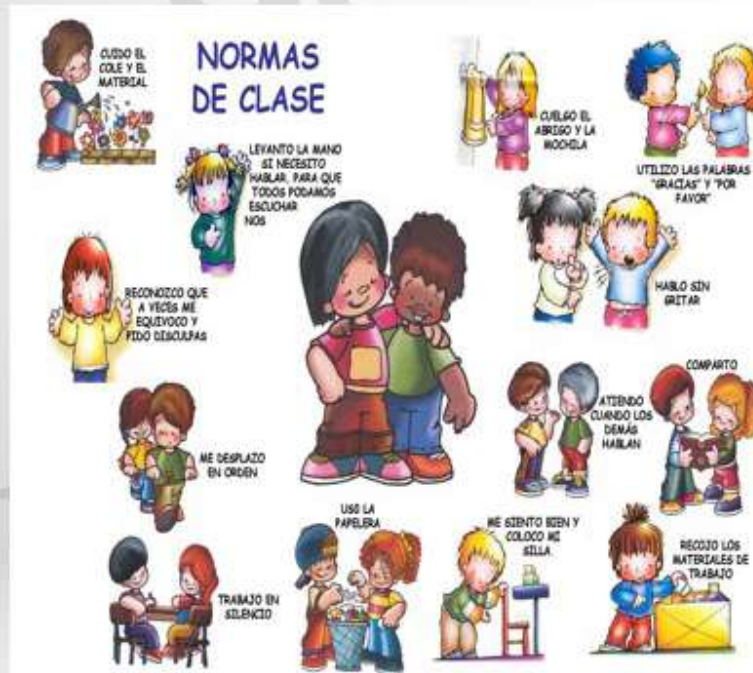 NORMAS
DE CLASE
CUIDO EL
COLE Y EL
MATERIAL
LEVANTO LA MANO
SI NECESITO
HABLAR, PARA QUE
TODOS PODAMOS
ESCUCHAR
NOS
CUELGO EL
ABRIGO Y LA
MOCHILA
UTILIZO LAS PALABRAS
"GRACIAS" Y "POR
FAVOR"
RECONOZCO QUE
A VECES ME
EQUIVOCO Y
PIDO DISCULPAS
HABLO SIN
GRITAR
ME DESPLAZO
EN ORDEN
ATIENDO
CUANDO LOS
DEMÁS
HABLAN
COMPARTO
TRABAJO EN
SILENCIO
USO LA
PAPELERA
ME SIENTO BIEN Y
COLOCO MI
SILLA
RECOJO LOS
MATERIALES DE
TRABAJO